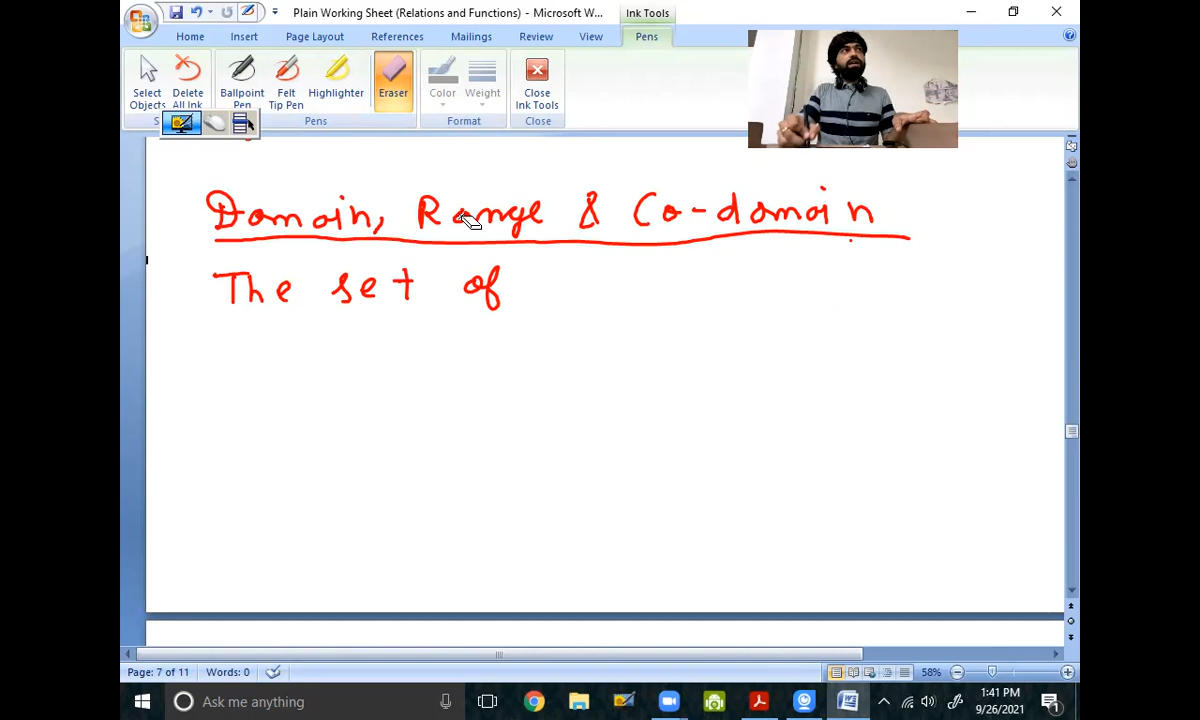 Plain Working Sheet (Relations and Functions) - Microsoft W...
Ink Tools
Home Insert Page Layout References Mailings Review View Pens
Select Objects
Delete All Ink
Ballpoint Pen
Felt Tip Pen
Highlighter
Eraser
Color
Weight
Close Ink Tools
Pens Format Close
Domain, Range & Co-domain
The set of
Page: 7 of 11 Words: 0 58%
Ask me anything
1:41 PM
9/26/2021